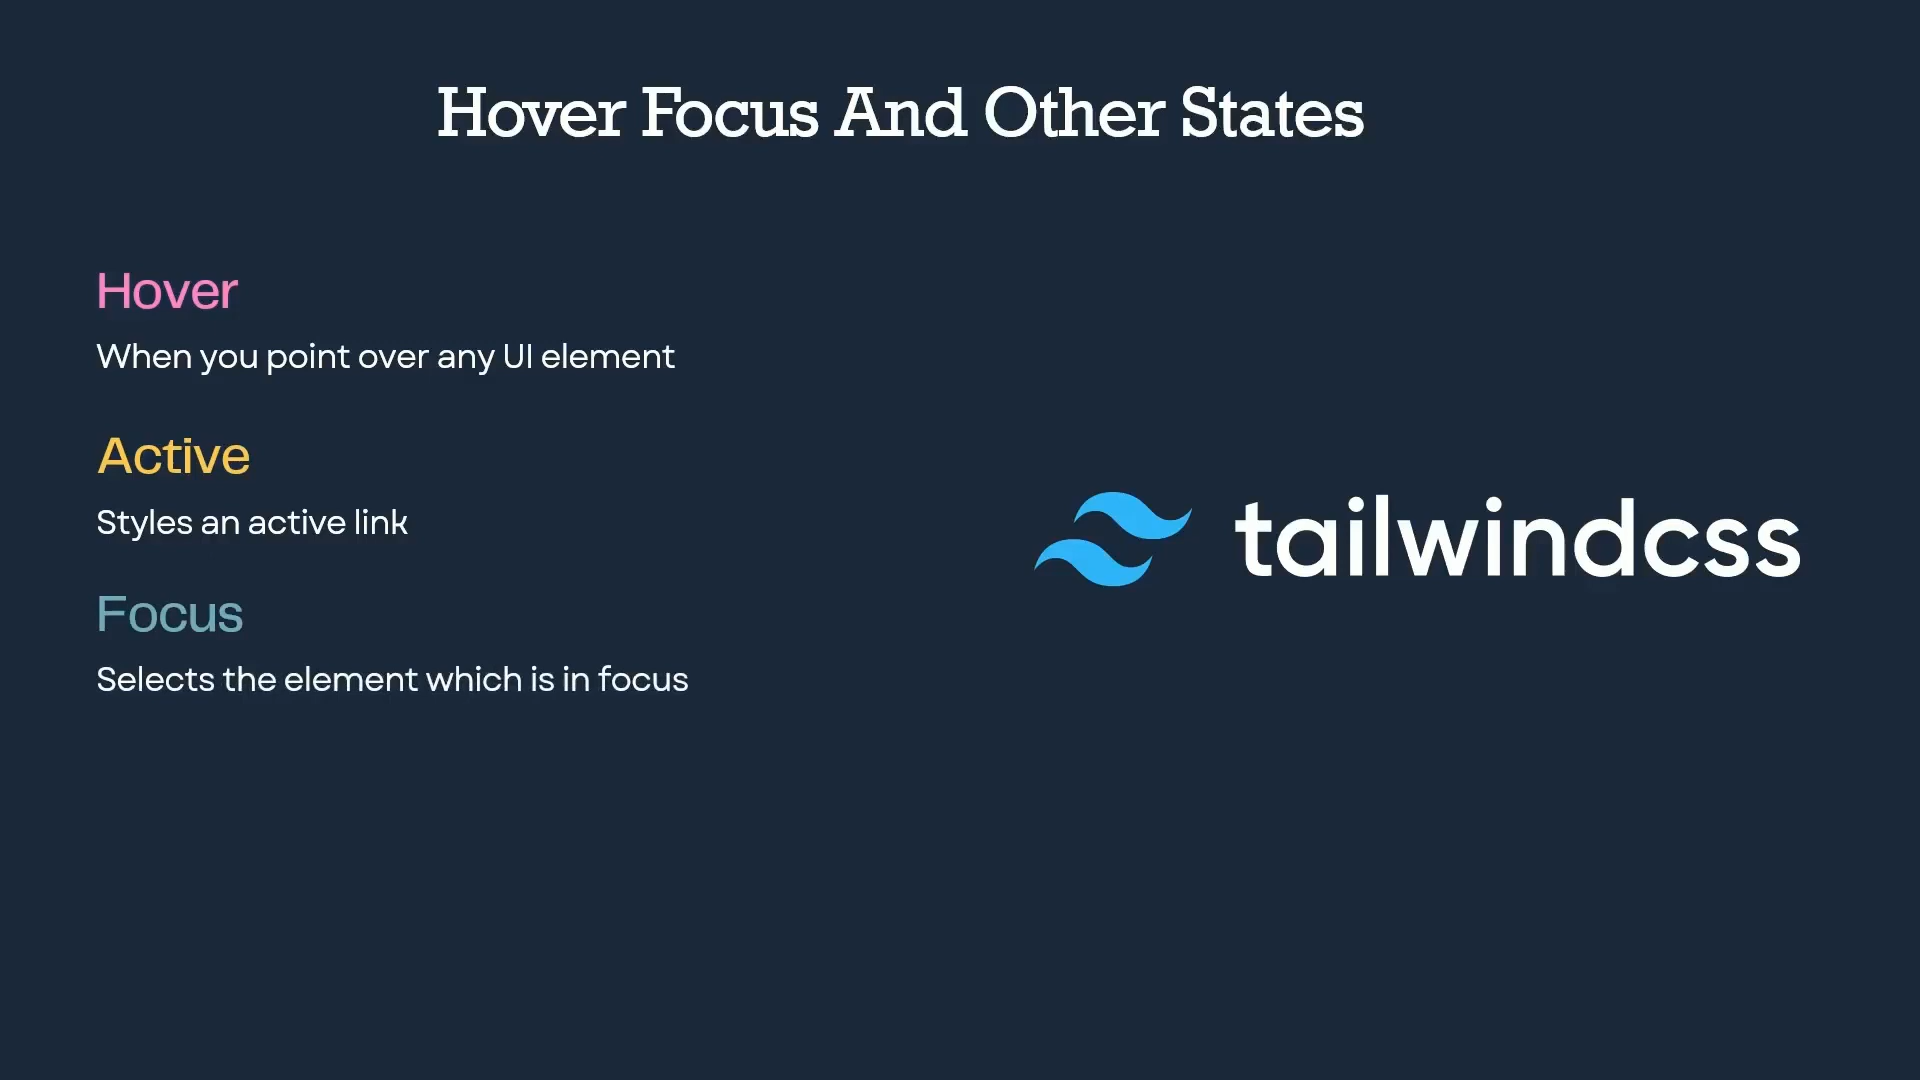 Hover Focus And Other States
Hover
When you point over any UI element
Active
Styles an active link
Focus
Selects the element which is in focus
tailwindcss